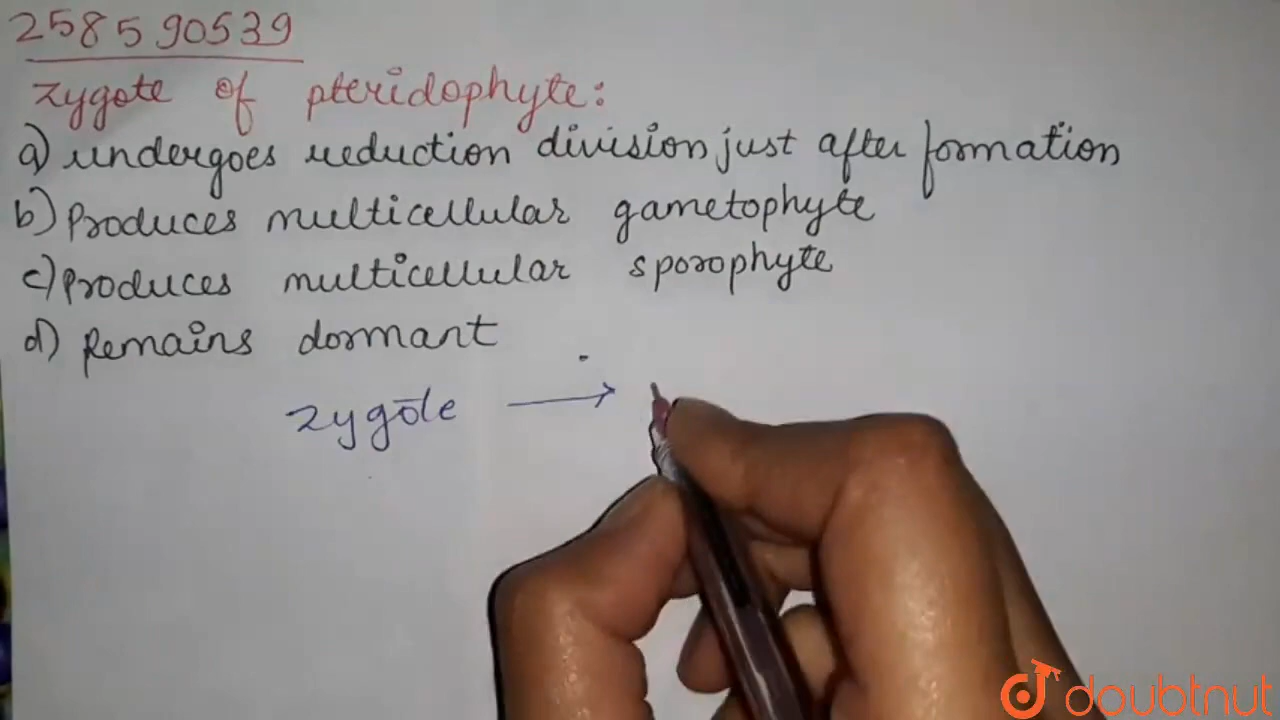 258590539
zygote of pteridophyte:
a) undergoes reduction division just after formation
b) Produces multicellular gametophyte
c) Produces multicellular sporophyte
d) Remains dormant
zygote →
doubtnut